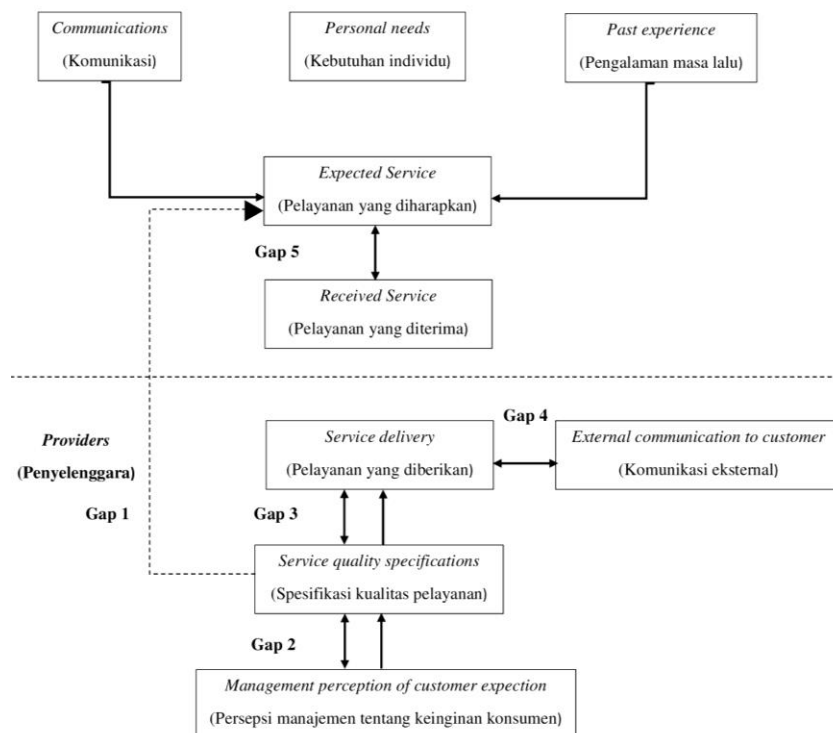 Communications
(Komunikasi)
Personal needs
(Kebutuhan individu)
Past experience
(Pengalaman masa lalu)
Expected Service
(Pelayanan yang diharapkan)
Gap 5
Received Service
(Pelayanan yang diterima)
Providers
(Penyelenggara)
Gap 1
Service delivery
(Pelayanan yang diberikan)
Gap 4
External communication to customer
(Komunikasi eksternal)
Gap 3
Service quality specifications
(Spesifikasi kualitas pelayanan)
Gap 2
Management perception of customer expection
(Persepsi manajemen tentang keinginan konsumen)